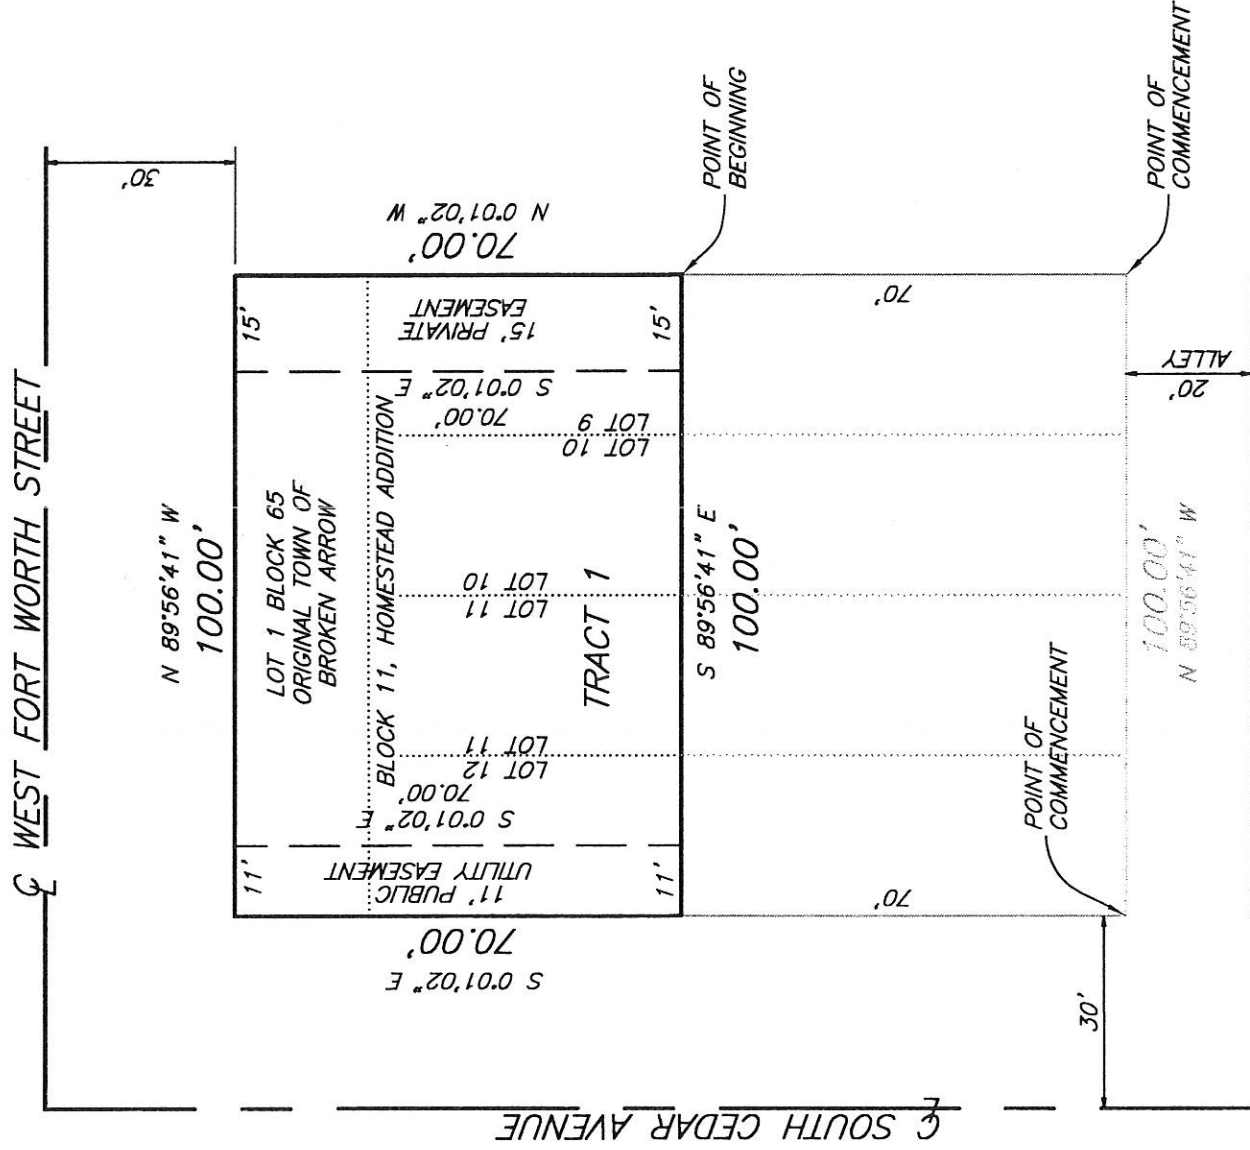 ℄ WEST FORT WORTH STREET
30'
N 89°56'41" W
100.00'
15'
11'
LOT 1 BLOCK 65
ORIGINAL TOWN OF
BROKEN ARROW
BLOCK 11, HOMESTEAD ADDITION
15' PRIVATE
EASEMENT
S 0°01'02" E
70.00'
N 0°01'02" W
70.00'
LOT 9
LOT 10
LOT 10
LOT 11
LOT 11
LOT 12
TRACT 1
70.00'
S 0°01'02" E
11' PUBLIC
UTILITY EASEMENT
70.00'
S 0°01'02" E
15'
11'
S 89°56'41" E
100.00'
POINT OF
BEGINNING
70'
70'
POINT OF
COMMENCEMENT
POINT OF
COMMENCEMENT
100.00'
N 89°56'41" W
20'
ALLEY
30'
℄ SOUTH CEDAR AVENUE